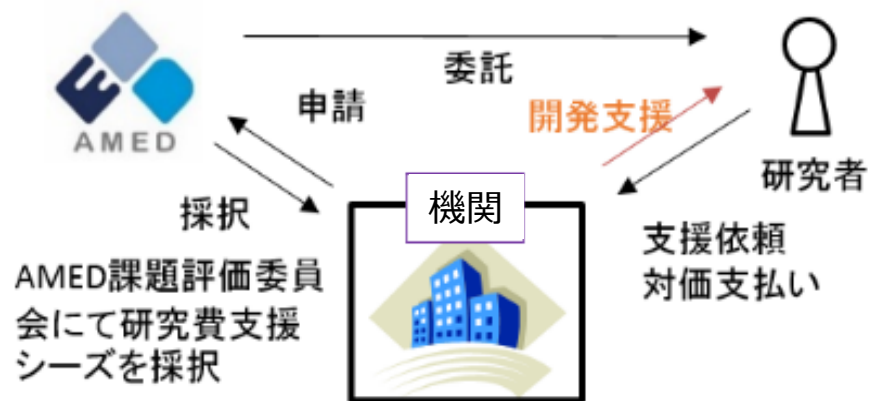 委託
申請
開発支援
AMED
研究者
機関
採択
支援依頼
対価支払い
AMED課題評価委員
会にて研究費支援
シーズを採択